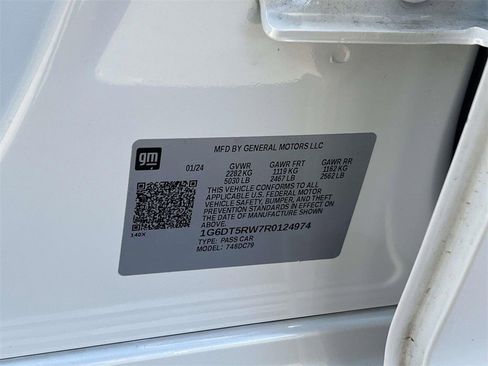 gm
MFD BY GENERAL MOTORS LLC
01/24 GVWR GAWR FRT GAWR RR
2282 KG 1119 KG 1162 KG
5030 LB 2467 LB 2562 LB
THIS VEHICLE CONFORMS TO ALL
APPLICABLE U.S. FEDERAL MOTOR
VEHICLE SAFETY, BUMPER, AND THEFT
PREVENTION STANDARDS IN EFFECT ON
THE DATE OF MANUFACTURE SHOWN
ABOVE.
1G6DT5RW7R0124974
140X
TYPE: PASS CAR
MODEL: 746DC79